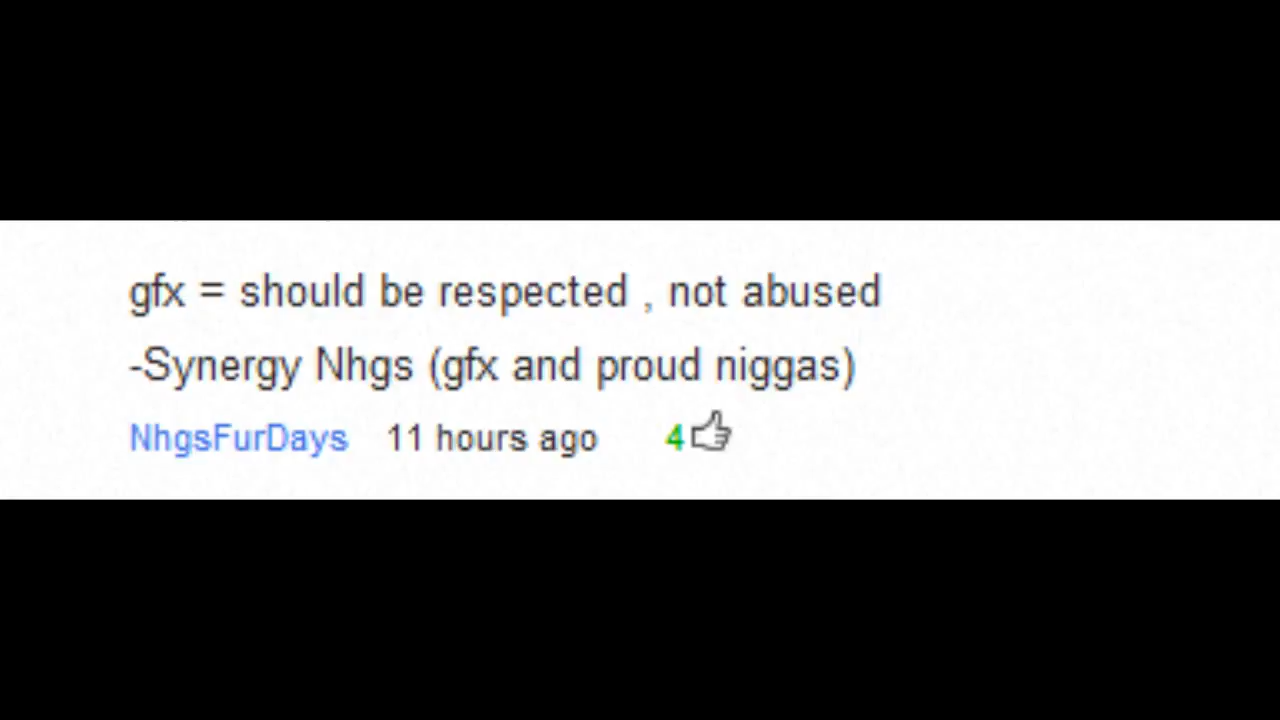 gfx = should be respected , not abused
-Synergy Nhgs (gfx and proud niggas)
NhgsFurDays 11 hours ago 4